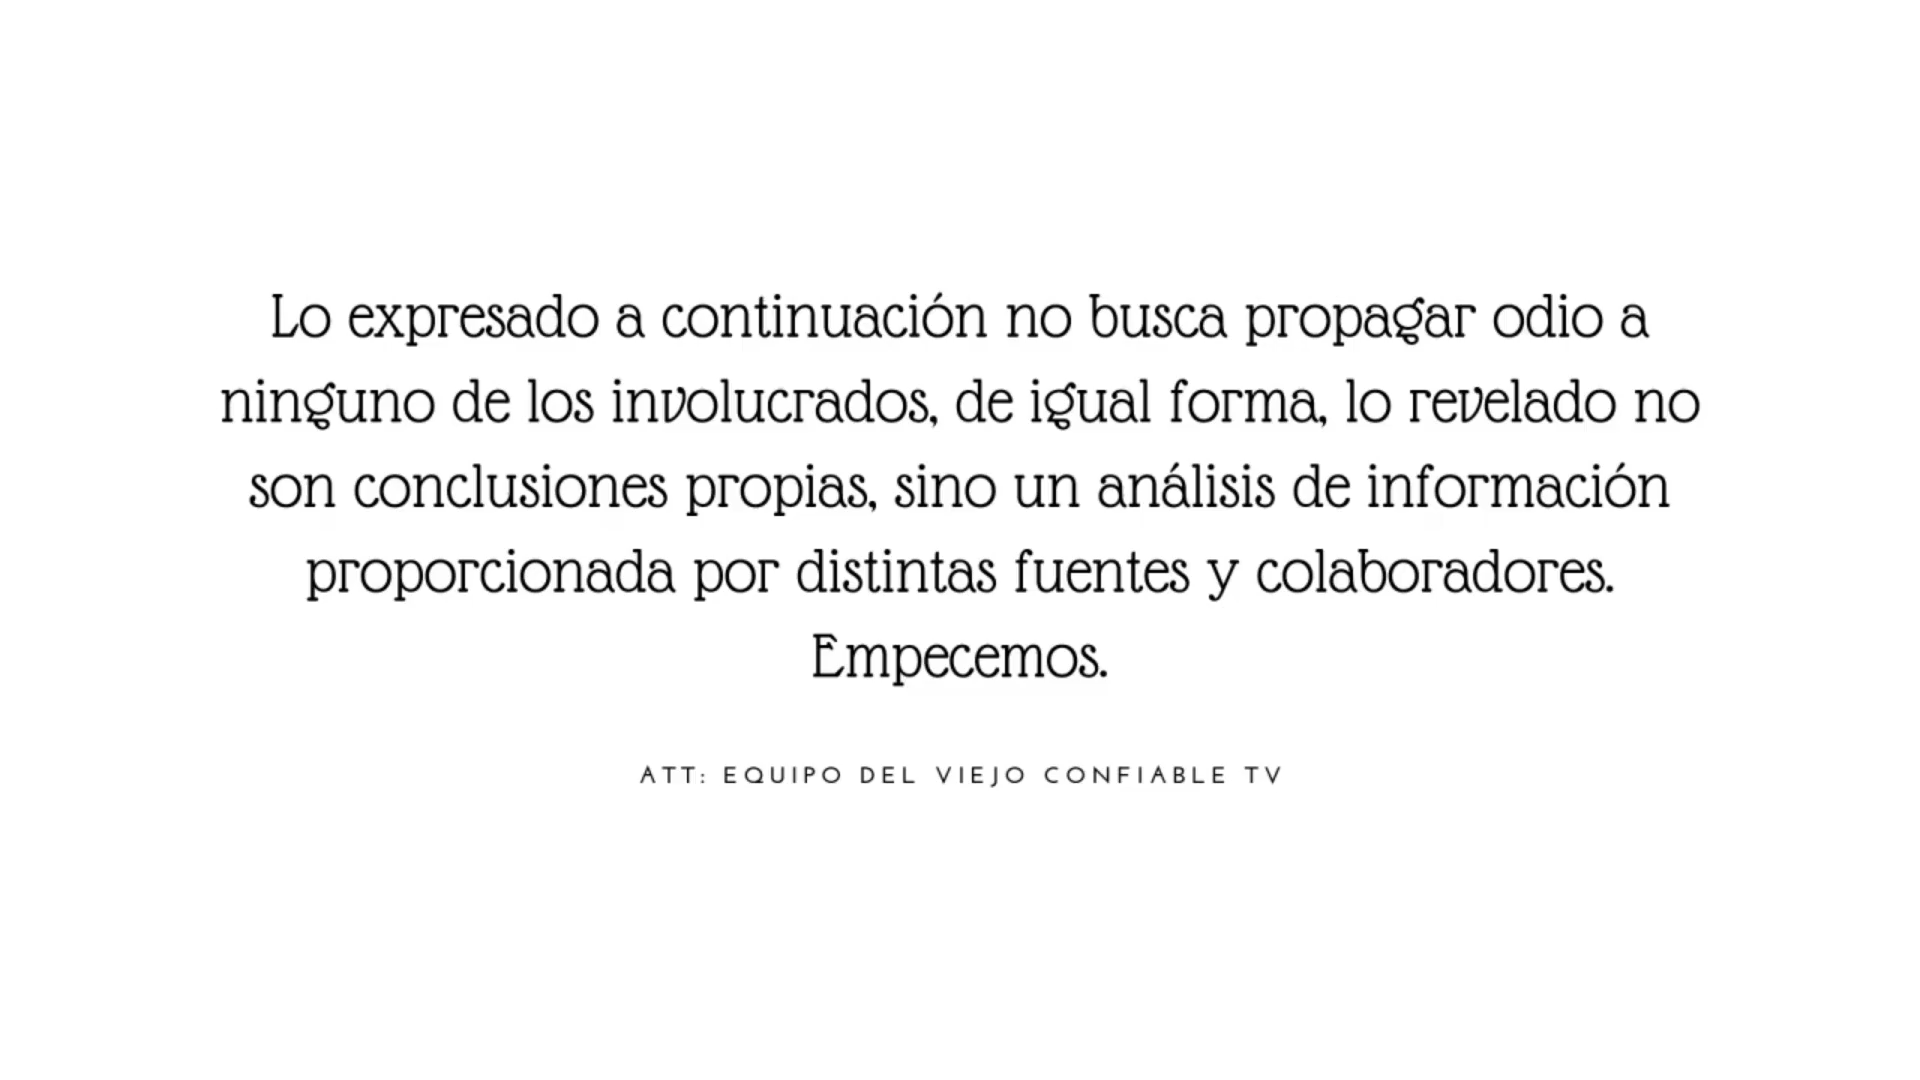 Lo expresado a continuación no busca propagar odio a
ninguno de los involucrados, de igual forma, lo revelado no
son conclusiones propias, sino un análisis de información
proporcionada por distintas fuentes y colaboradores.
Empecemos.
ATT: EQUIPO DEL VIEJO CONFIABLE TV